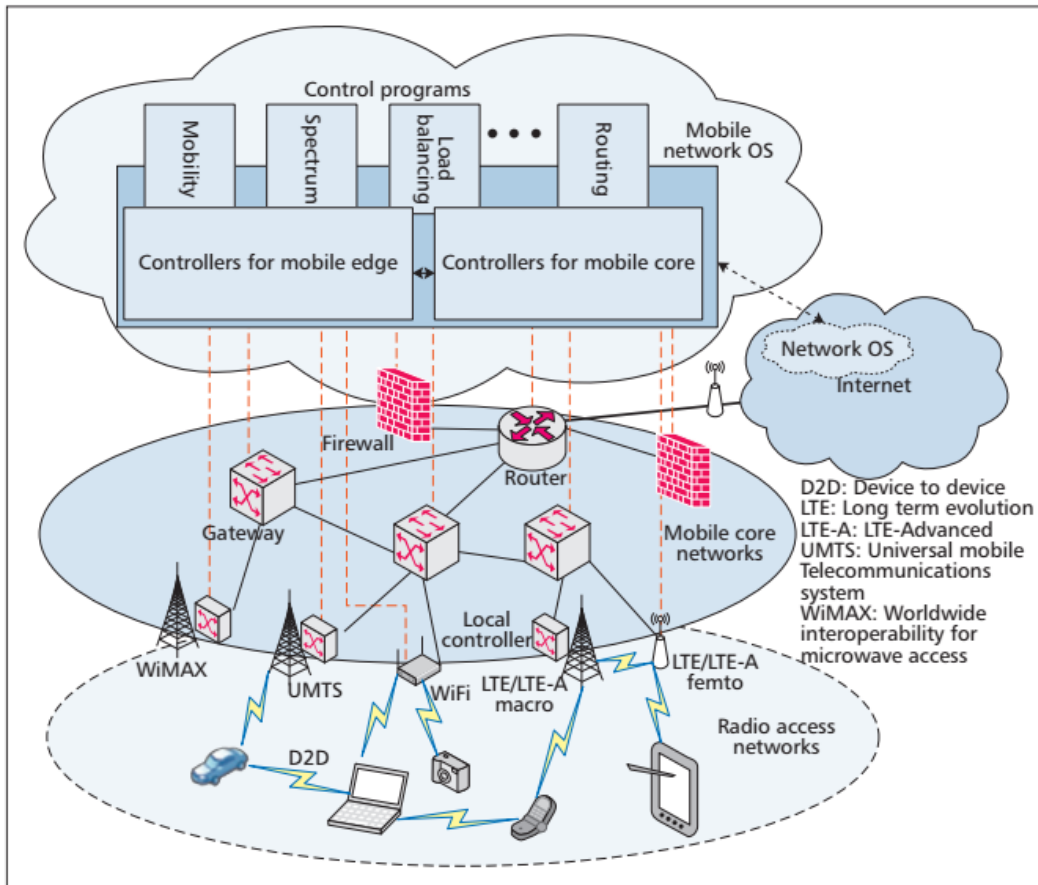 Control programs
Mobility
Spectrum
Load
balancing
Routing
Mobile
network OS
Controllers for mobile edge
Controllers for mobile core
Network OS
Internet
Firewall
Router
Gateway
Mobile core
networks
D2D: Device to device
LTE: Long term evolution
LTE-A: LTE-Advanced
UMTS: Universal mobile
Telecommunications
system
WiMAX: Worldwide
interoperability for
microwave access
Local
controller
WiMAX
UMTS
WiFi
LTE/LTE-A
macro
LTE/LTE-A
femto
Radio access
networks
D2D